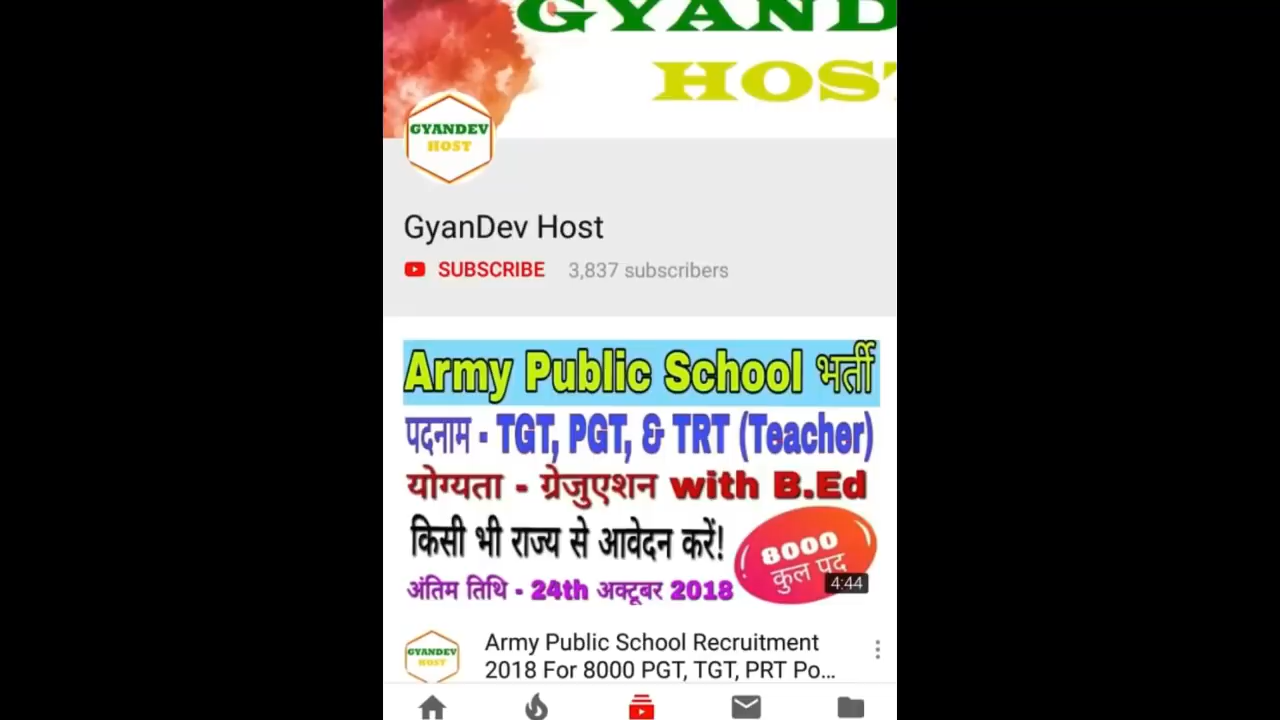 GYAND
HOST
GYANDEV
HOST
GyanDev Host
SUBSCRIBE 3,837 subscribers
Army Public School भर्ती
पदनाम - TGT, PGT, & TRT (Teacher)
योग्यता - ग्रेजुएशन with B.Ed
किसी भी राज्य से आवेदन करें!
8000
कुल पद
4:44
अंतिम तिथि - 24th अक्टूबर 2018
GYANDEV
HOST
Army Public School Recruitment
2018 For 8000 PGT, TGT, PRT Po...